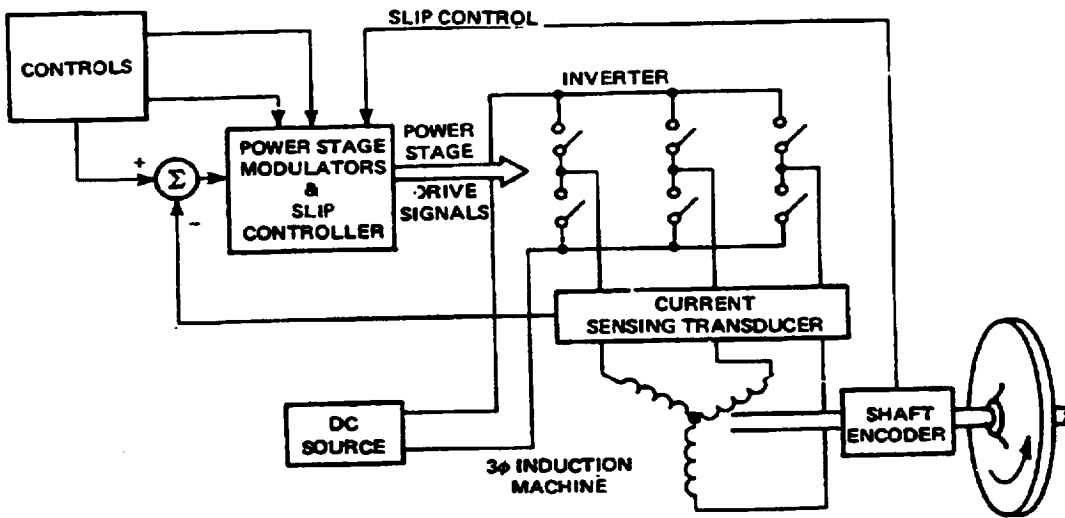 SLIP CONTROL
CONTROLS
INVERTER
POWER STAGE
MODULATORS
&
SLIP
CONTROLLER
POWER
STAGE
DRIVE
SIGNALS
+
Σ
−
CURRENT
SENSING TRANSDUCER
DC
SOURCE
SHAFT
ENCODER
3ϕ INDUCTION
MACHINE